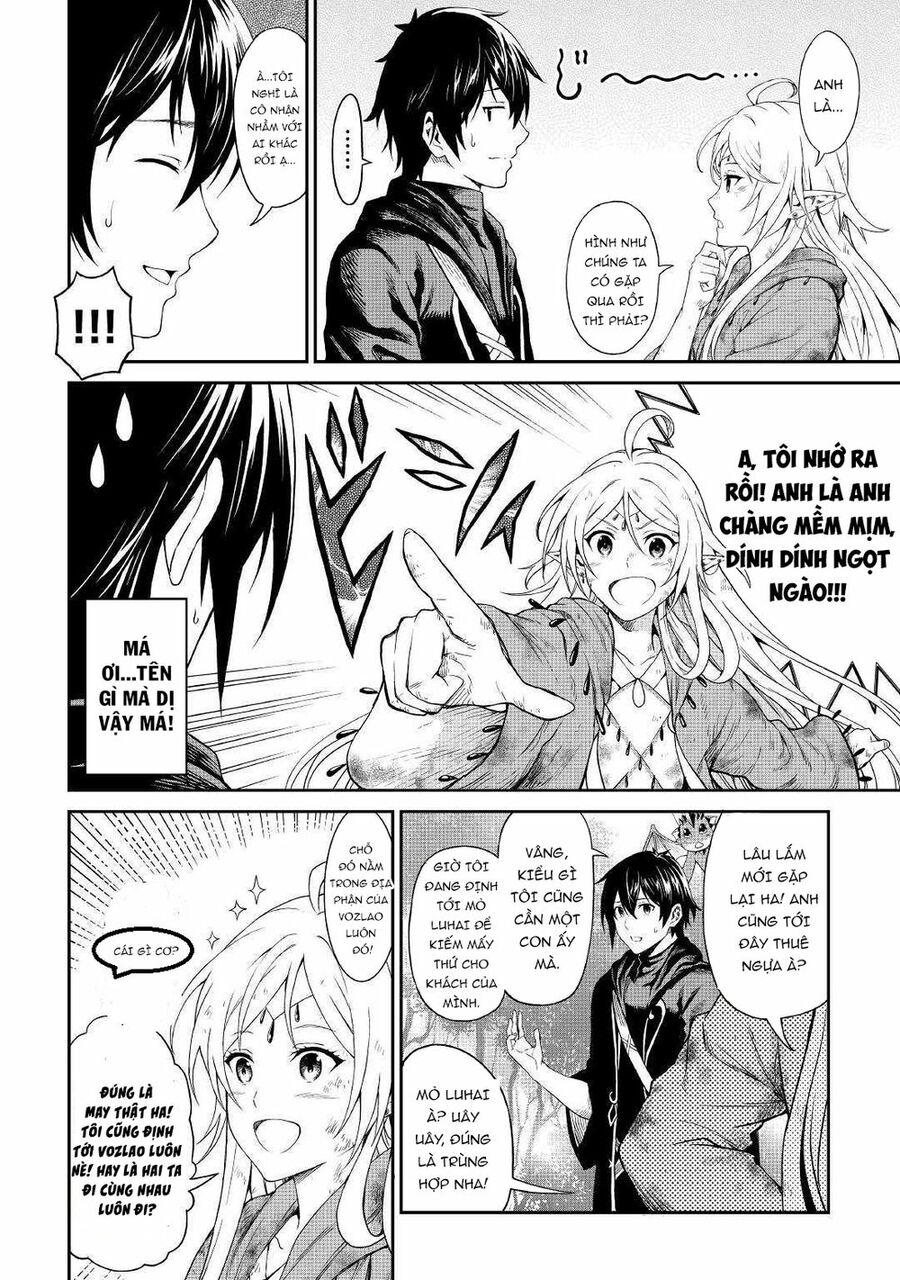 ANH
LÀ...
じ〜...
HÌNH NHƯ
CHÚNG TA
CÓ GẶP
QUA RỒI
THÌ PHẢI?
......
À...TÔI
NGHĨ LÀ
CÔ NHẬN
NHẦM VỚI
AI KHÁC
RỒI Ạ...
!!!
Ạ, TÔI NHỚ RA
RỒI! ANH LÀ ANH
CHÀNG MỀM MỊM,
DÍNH DÍNH NGỌT
NGÀO!!!
ビシィ
MÁ
ƠI...TÊN
GÌ MÀ DỊ
VẬY MÁ!
LÂU LẮM
MỚI GẶP
LẠI HA! ANH
CŨNG TỚI
ĐÂY THUÊ
NGỰA À?
VÂNG,
KIỂU GÌ
TÔI CŨNG
CẦN MỘT
CON ẤY
MÀ.
GIỜ TÔI
ĐANG ĐỊNH
TỚI MỎ
LUHAI ĐỂ
KIẾM MẤY
THỨ CHO
KHÁCH CỦA
MÌNH.
MỎ LUHAI
À? UÂY
UÂY, ĐÚNG
LÀ TRÙNG
HỢP NHA!
CHỖ
ĐÓ NẰM
TRONG ĐỊA
PHẬN CỦA
VOZLAO
LUÔN
ĐÓ!
CÁI GÌ CƠ?
ĐÚNG LÀ
MAY THẬT HA!
TÔI CŨNG ĐỊNH
TỚI VOZLAO LUÔN
NÈ! HAY LÀ HAI TA
ĐI CÙNG NHAU
LUÔN ĐI?